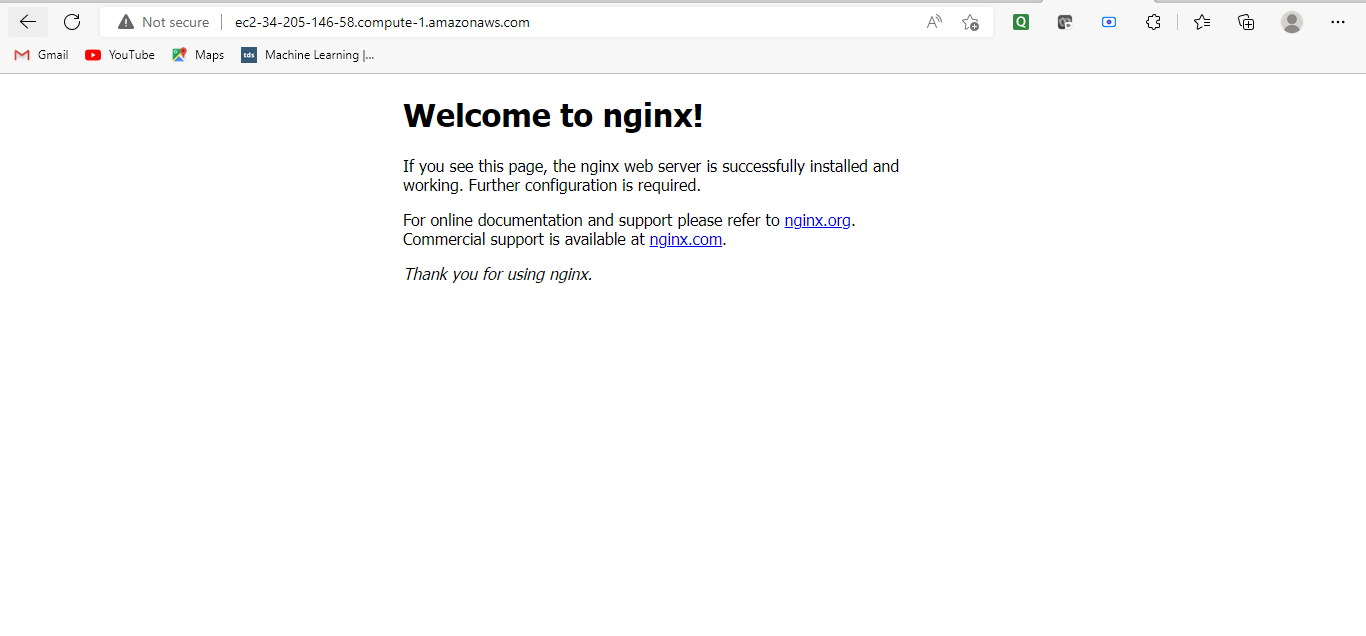 Not secure ec2-34-205-146-58.compute-1.amazonaws.com
Gmail YouTube Maps tds Machine Learning |...
Welcome to nginx!
If you see this page, the nginx web server is successfully installed and
working. Further configuration is required.
For online documentation and support please refer to nginx.org.
Commercial support is available at nginx.com.
Thank you for using nginx.